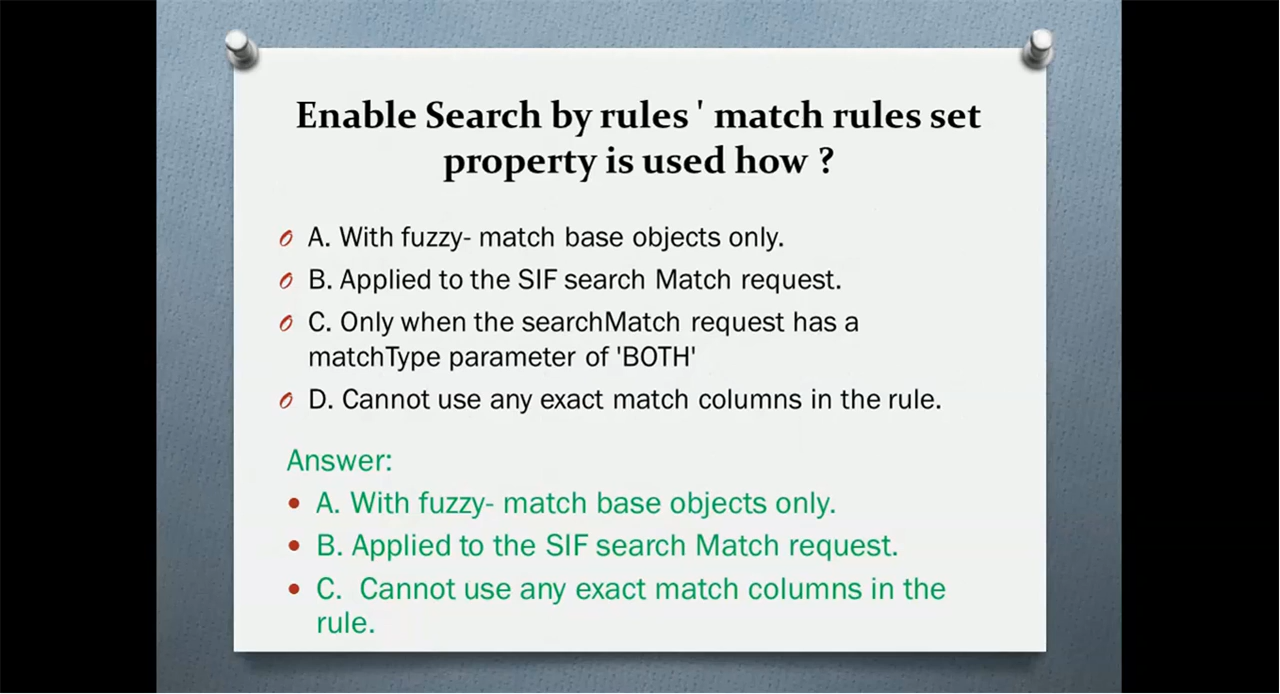 Enable Search by rules ' match rules set
property is used how ?
A. With fuzzy- match base objects only.
B. Applied to the SIF search Match request.
C. Only when the searchMatch request has a
matchType parameter of 'BOTH'
D. Cannot use any exact match columns in the rule.
Answer:
A. With fuzzy- match base objects only.
B. Applied to the SIF search Match request.
C. Cannot use any exact match columns in the
rule.